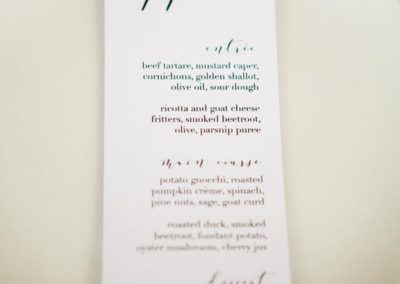 entrée
beef tartare, mustard caper,
cornichons, golden shallot,
olive oil, sour dough
ricotta and goat cheese
fritters, smoked beetroot,
olive, parsnip puree
main course
potato gnocchi, roasted
pumpkin crème, spinach,
pine nuts, sage, goat curd
roasted duck, smoked
beetroot, fondant potato,
oyster mushroom, cherry jus